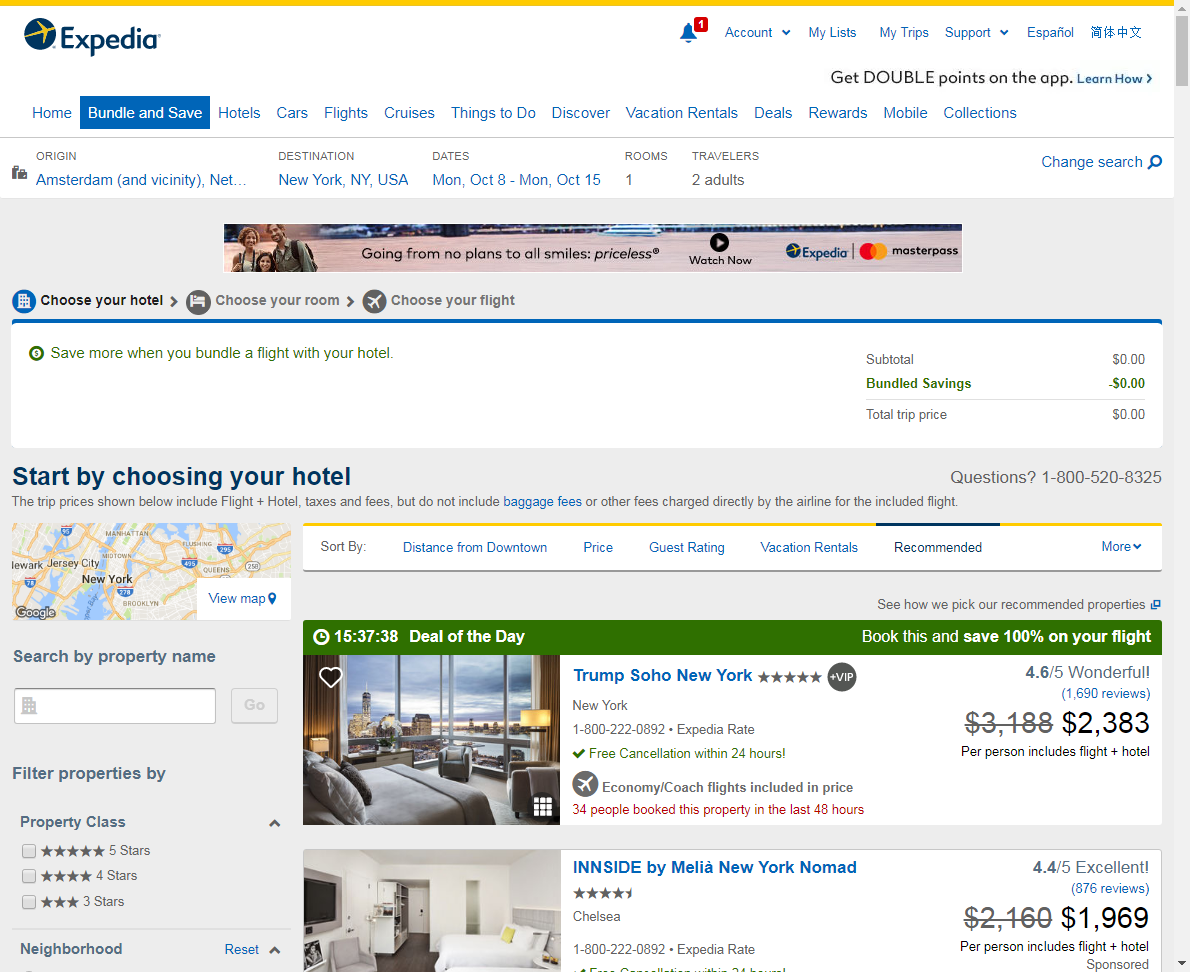 Expedia
1
Account
My Lists
My Trips
Support
Español
简体中文
Get DOUBLE points on the app. Learn How
Home
Bundle and Save
Hotels
Cars
Flights
Cruises
Things to Do
Discover
Vacation Rentals
Deals
Rewards
Mobile
Collections
ORIGIN
Amsterdam (and vicinity), Net...
DESTINATION
New York, NY, USA
DATES
Mon, Oct 8 - Mon, Oct 15
ROOMS
1
TRAVELERS
2 adults
Change search
Going from no plans to all smiles: priceless®
Watch Now
Expedia
masterpass
Choose your hotel
Choose your room
Choose your flight
Save more when you bundle a flight with your hotel.
Subtotal $0.00
Bundled Savings -$0.00
Total trip price $0.00
Start by choosing your hotel
Questions? 1-800-520-8325
The trip prices shown below include Flight + Hotel, taxes and fees, but do not include baggage fees or other fees charged directly by the airline for the included flight.
MANHATTAN
95
FLUSHING
295
MIDTOWN
ewark
Jersey City
495
QUEENS
258
78
New York
278
BROOKLYN
Google
View map
Search by property name
Go
Filter properties by
Property Class
5 Stars
4 Stars
3 Stars
Neighborhood
Reset
Sort By:
Distance from Downtown
Price
Guest Rating
Vacation Rentals
Recommended
More
See how we pick our recommended properties
15:37:38 Deal of the Day
Book this and save 100% on your flight
Trump Soho New York
+VIP
New York
1-800-222-0892 • Expedia Rate
Free Cancellation within 24 hours!
Economy/Coach flights included in price
34 people booked this property in the last 48 hours
4.6/5 Wonderful!
(1,690 reviews)
$3,188 $2,383
Per person includes flight + hotel
INNSIDE by Melià New York Nomad
Chelsea
1-800-222-0892 • Expedia Rate
Free Cancellation within 24 hours!
4.4/5 Excellent!
(876 reviews)
$2,160 $1,969
Per person includes flight + hotel
Sponsored